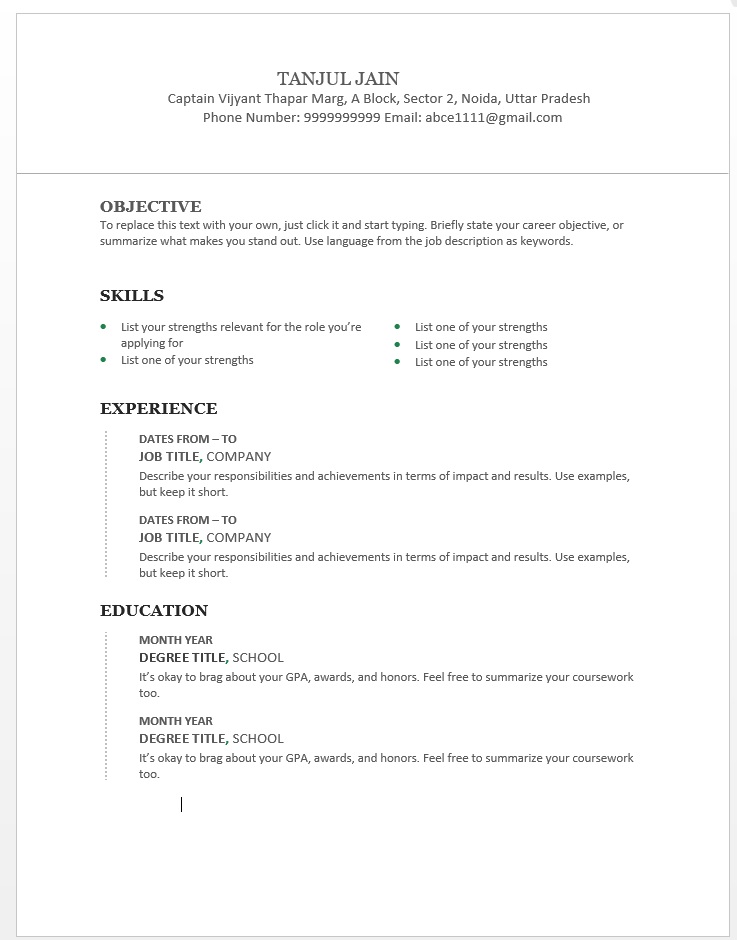 TANJUL JAIN
Captain Vijyant Thapar Marg, A Block, Sector 2, Noida, Uttar Pradesh
Phone Number: 9999999999 Email: abce1111@gmail.com
OBJECTIVE
To replace this text with your own, just click it and start typing. Briefly state your career objective, or
summarize what makes you stand out. Use language from the job description as keywords.
SKILLS
List your strengths relevant for the role you’re
applying for
List one of your strengths
List one of your strengths
List one of your strengths
List one of your strengths
EXPERIENCE
DATES FROM – TO
JOB TITLE, COMPANY
Describe your responsibilities and achievements in terms of impact and results. Use examples,
but keep it short.
DATES FROM – TO
JOB TITLE, COMPANY
Describe your responsibilities and achievements in terms of impact and results. Use examples,
but keep it short.
EDUCATION
MONTH YEAR
DEGREE TITLE, SCHOOL
It’s okay to brag about your GPA, awards, and honors. Feel free to summarize your coursework
too.
MONTH YEAR
DEGREE TITLE, SCHOOL
It’s okay to brag about your GPA, awards, and honors. Feel free to summarize your coursework
too.